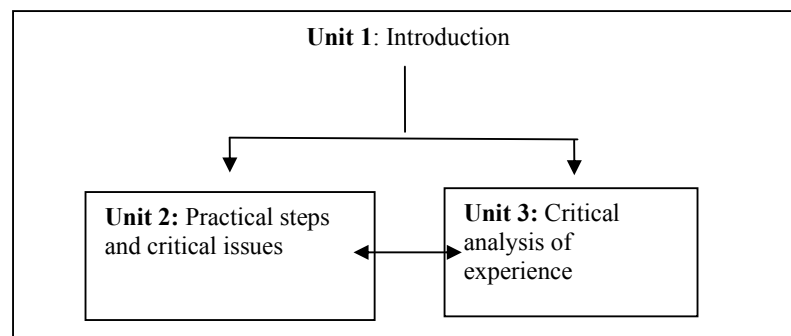 Unit 1: Introduction
Unit 2: Practical steps
and critical issues
Unit 3: Critical
analysis of
experience